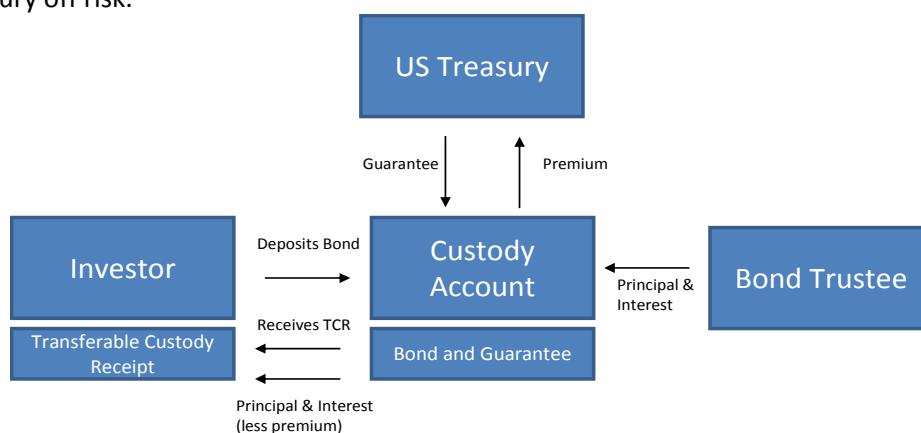 ury on risk.
US Treasury
Guarantee
Premium
Investor
Deposits Bond
Custody
Account
Principal &
Interest
Bond Trustee
Transferable Custody
Receipt
Receives TCR
Bond and Guarantee
Principal & Interest
(less premium)